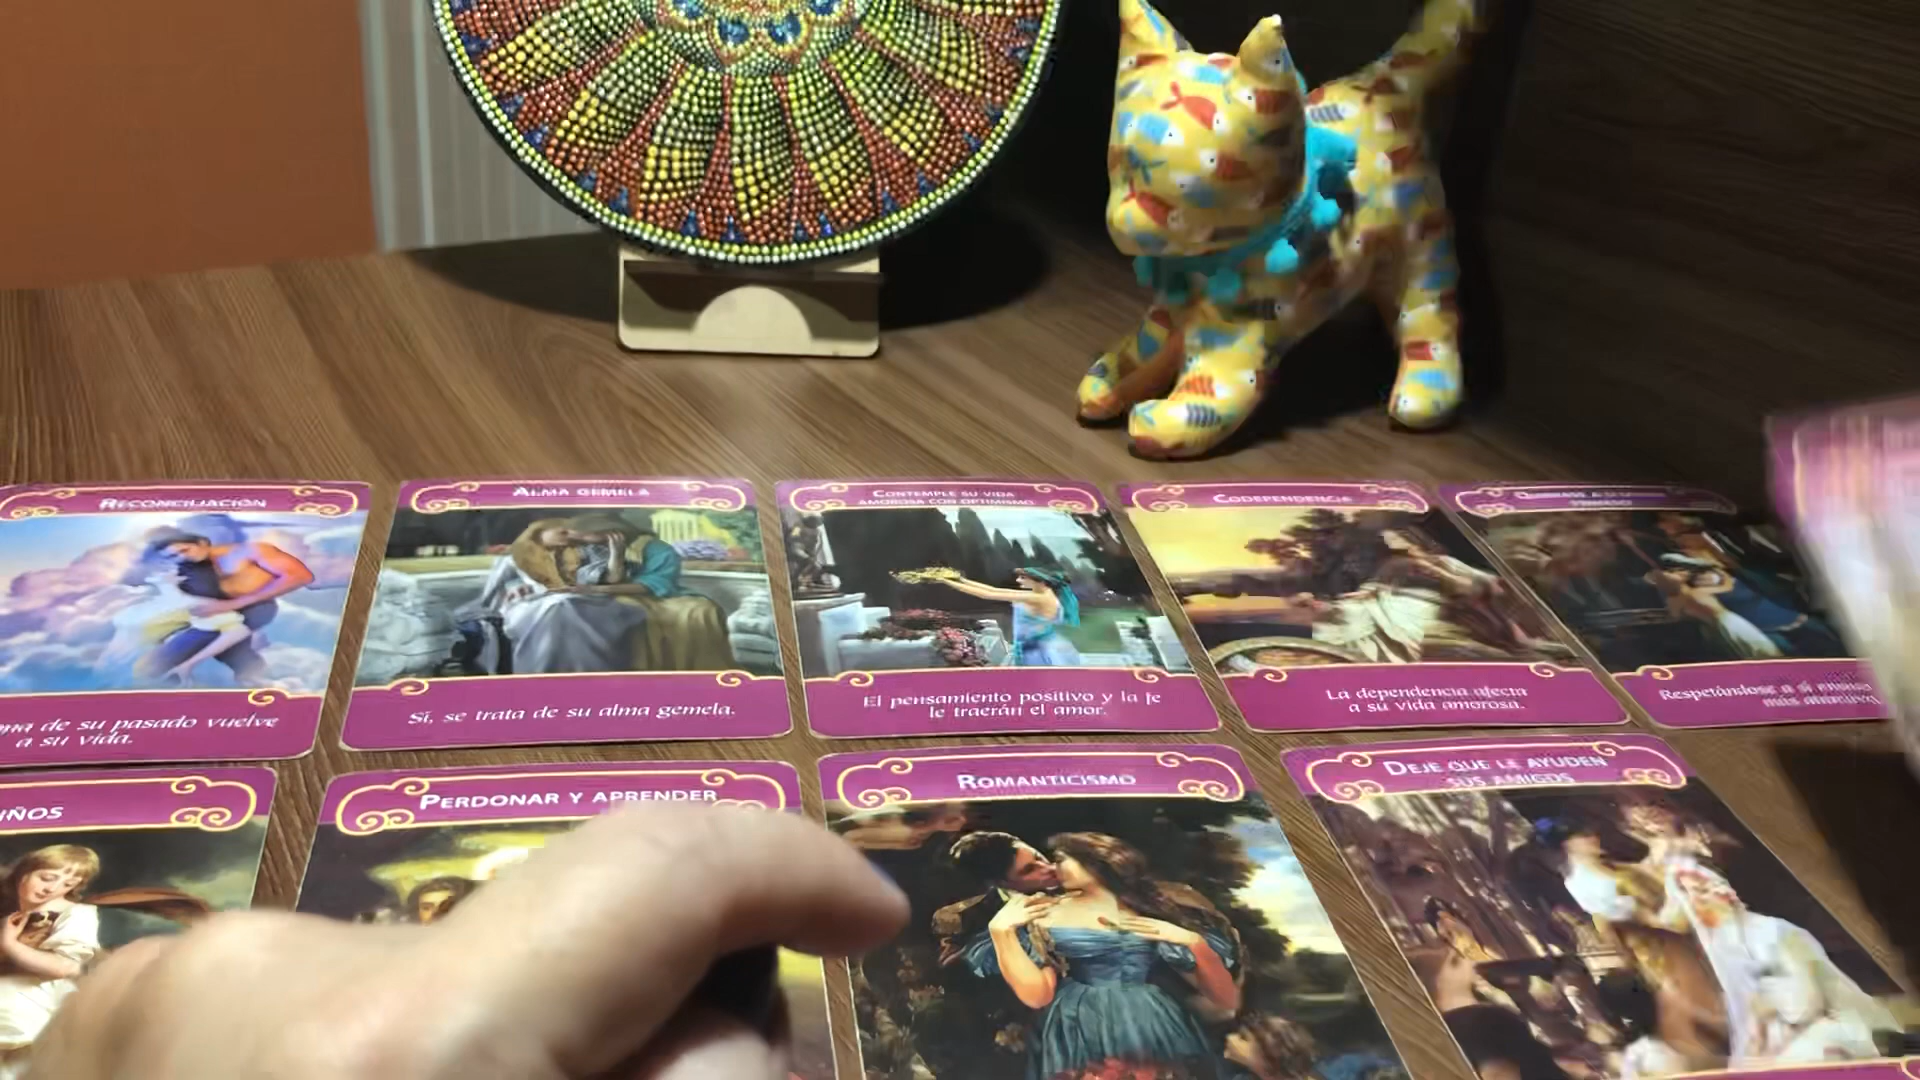 RECONCILIACIÓN
ma de su pasado vuelve
a su vida.
ALMA GEMELA
Sí, se trata de su alma gemela.
CONTEMPLE SU VIDA
AMOROSA CON OPTIMISMO
El pensamiento positivo y la fe
le traerán el amor.
CODEPENDENCIA
La dependencia afecta
a su vida amorosa.
Respetándose a sí
IÑOS
PERDONAR Y APRENDER
ROMANTICISMO
DEJE QUE LE AYUDEN
SUS AMIGOS